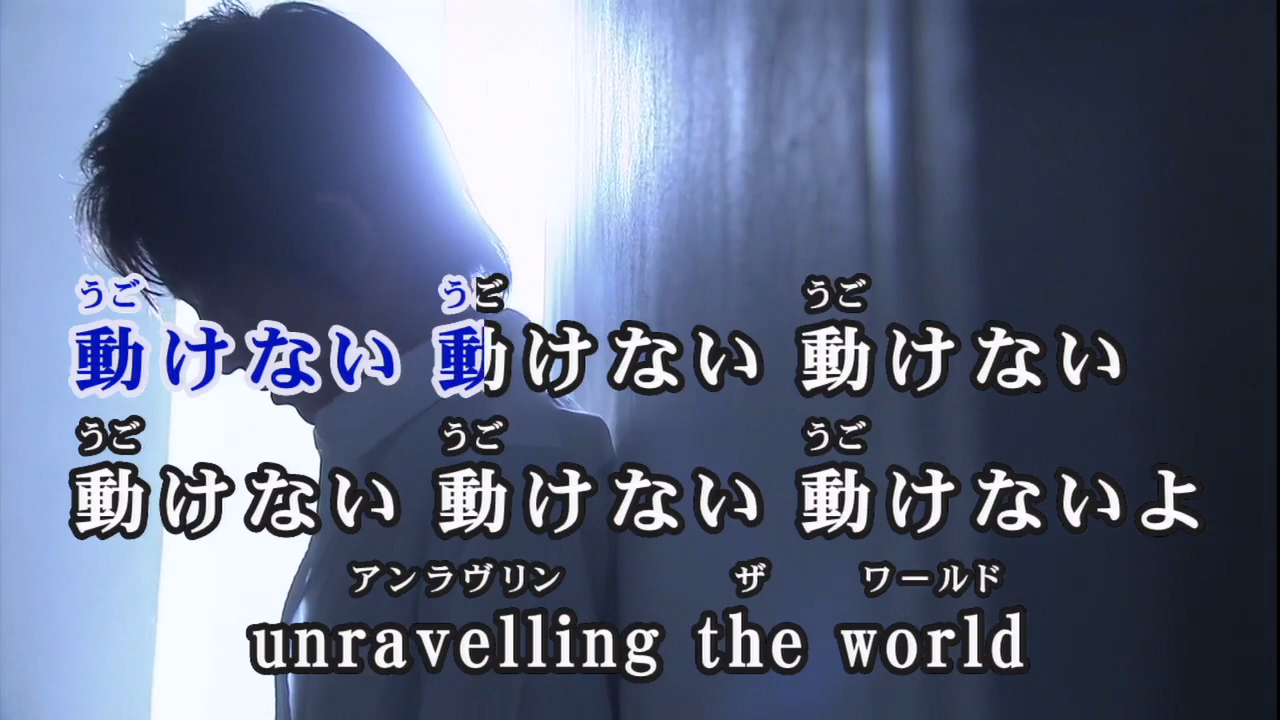 うご うご うご
動けない 動けない 動けない
うご うご うご
動けない 動けない 動けないよ
アンラヴリン ザ ワールド
unravelling the world